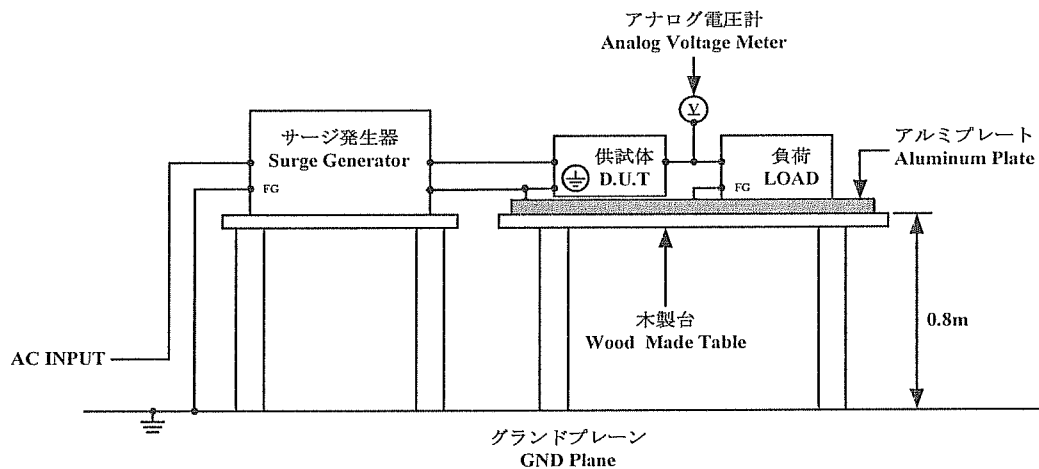 アナログ電圧計
Analog Voltage Meter
V
サージ発生器
Surge Generator
FG
供試体
D.U.T
負荷
LOAD
FG
アルミプレート
Aluminum Plate
木製台
Wood Made Table
0.8m
AC INPUT
グランドプレーン
GND Plane